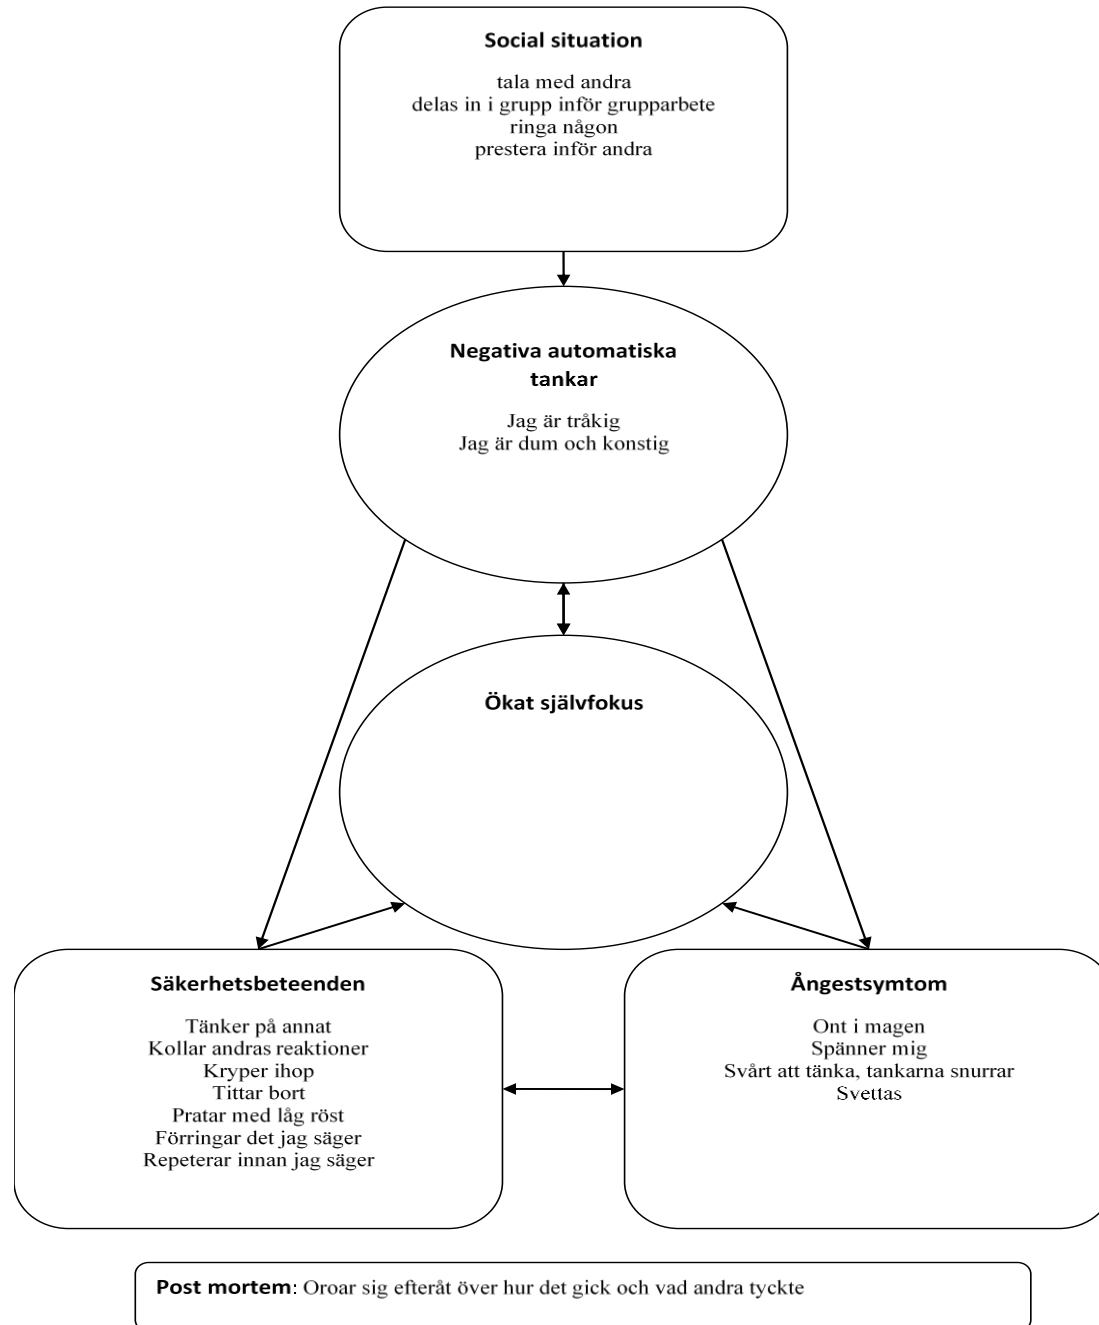 Social situation
tala med andra
delas in i grupp inför grupparbete
ringa någon
prestera inför andra
Negativa automatiska
tankar
Jag är tråkig
Jag är dum och konstig
Ökat självfokus
Säkerhetsbeteenden
Tänker på annat
Kollar andras reaktioner
Kryper ihop
Tittar bort
Pratar med låg röst
Förringar det jag säger
Repeterar innan jag säger
Ångestsymtom
Ont i magen
Spänner mig
Svårt att tänka, tankarna snurrar
Svettas
Post mortem: Oroar sig efteråt över hur det gick och vad andra tyckte